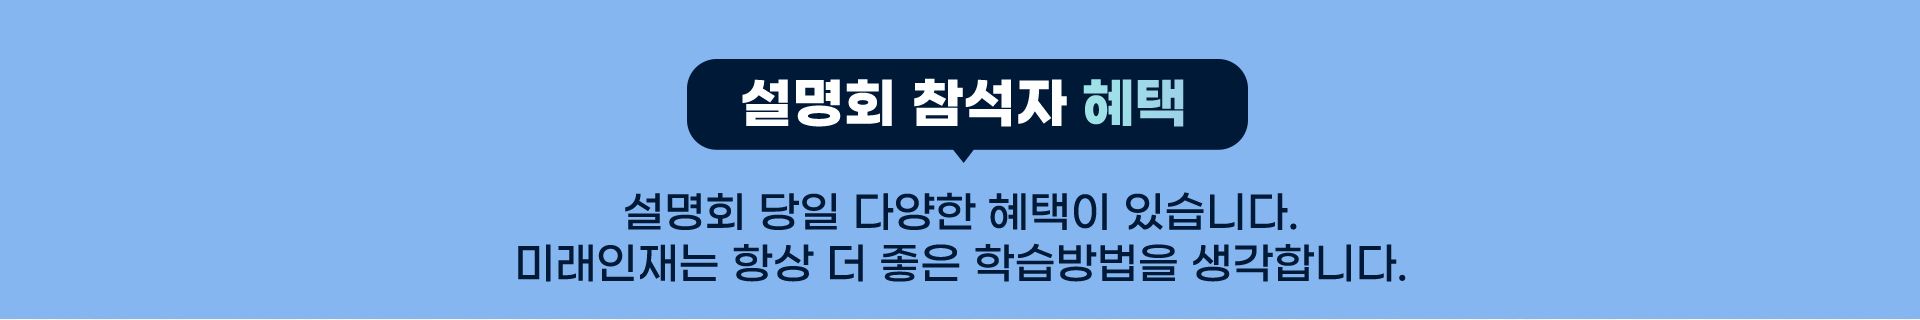 설명회 참석자 혜택
설명회 당일 다양한 혜택이 있습니다.
미래인재는 항상 더 좋은 학습방법을 생각합니다.